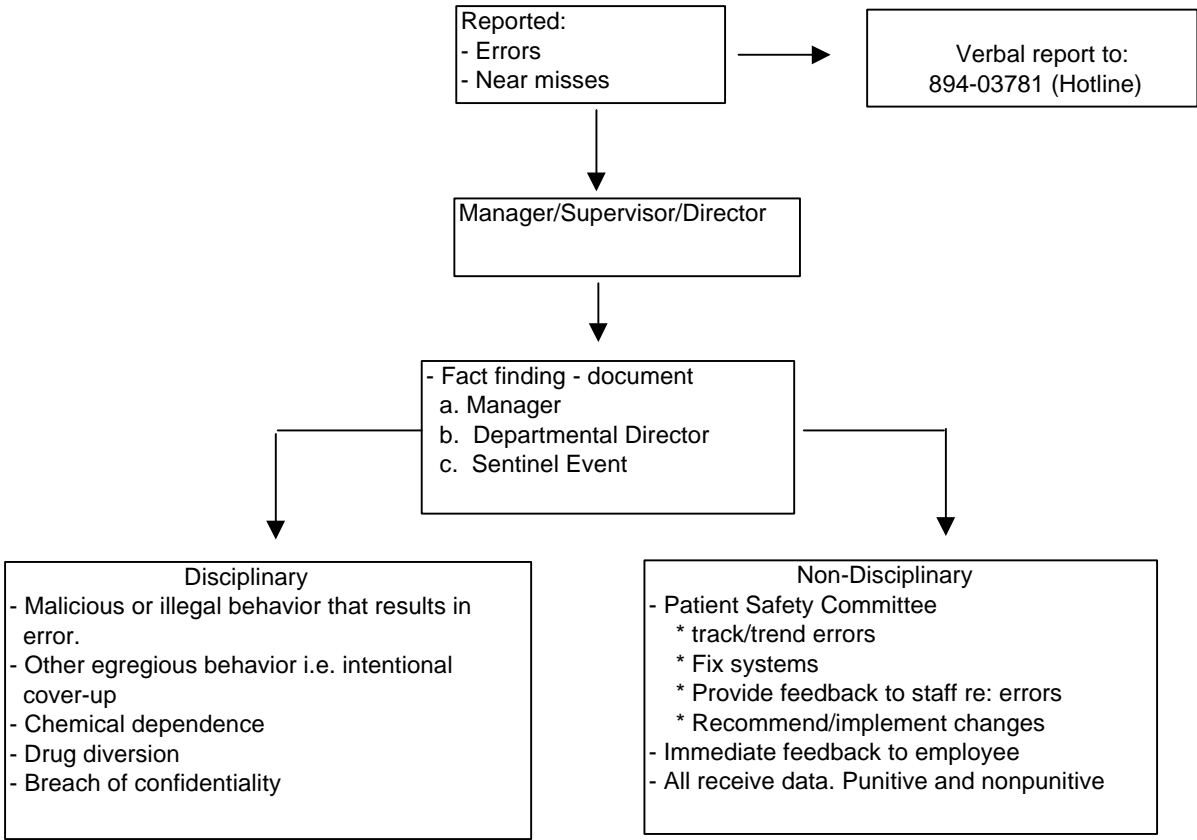 Reported:
- Errors
- Near misses
Verbal report to:
894-03781 (Hotline)
Manager/Supervisor/Director
- Fact finding - document
a. Manager
b. Departmental Director
c. Sentinel Event
Disciplinary
- Malicious or illegal behavior that results in
error.
- Other egregious behavior i.e. intentional
cover-up
- Chemical dependence
- Drug diversion
- Breach of confidentiality
Non-Disciplinary
- Patient Safety Committee
* track/trend errors
* Fix systems
* Provide feedback to staff re: errors
* Recommend/implement changes
- Immediate feedback to employee
- All receive data. Punitive and nonpunitive